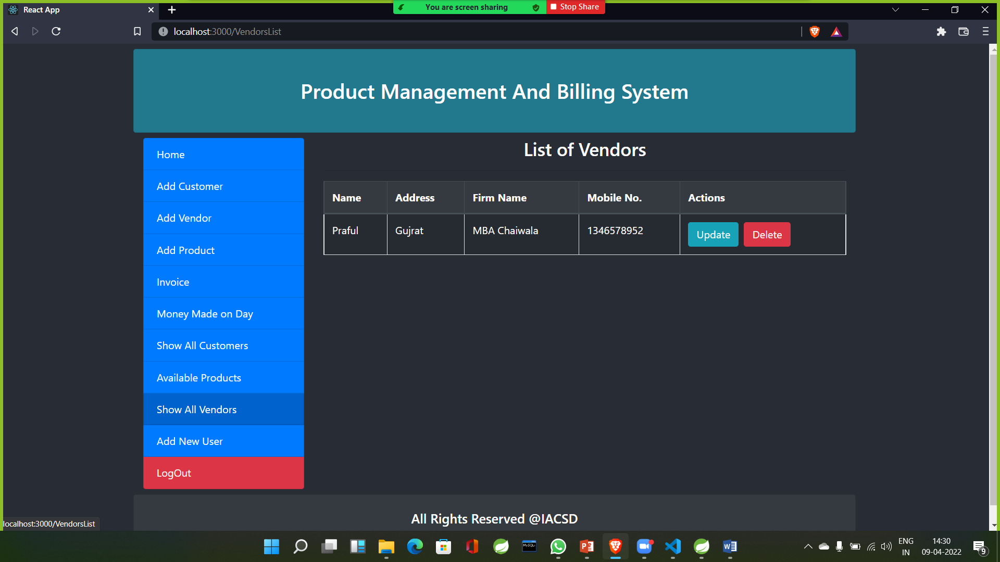 React App
You are screen sharing
Stop Share
localhost:3000/VendorsList
Product Management And Billing System
Home
Add Customer
Add Vendor
Add Product
Invoice
Money Made on Day
Show All Customers
Available Products
Show All Vendors
Add New User
LogOut
List of Vendors
Name Address Firm Name Mobile No. Actions
Praful Gujrat MBA Chaiwala 1346578952 Update Delete
All Rights Reserved @IACSD
localhost:3000/VendorsList
ENG
IN
14:30
09-04-2022
9